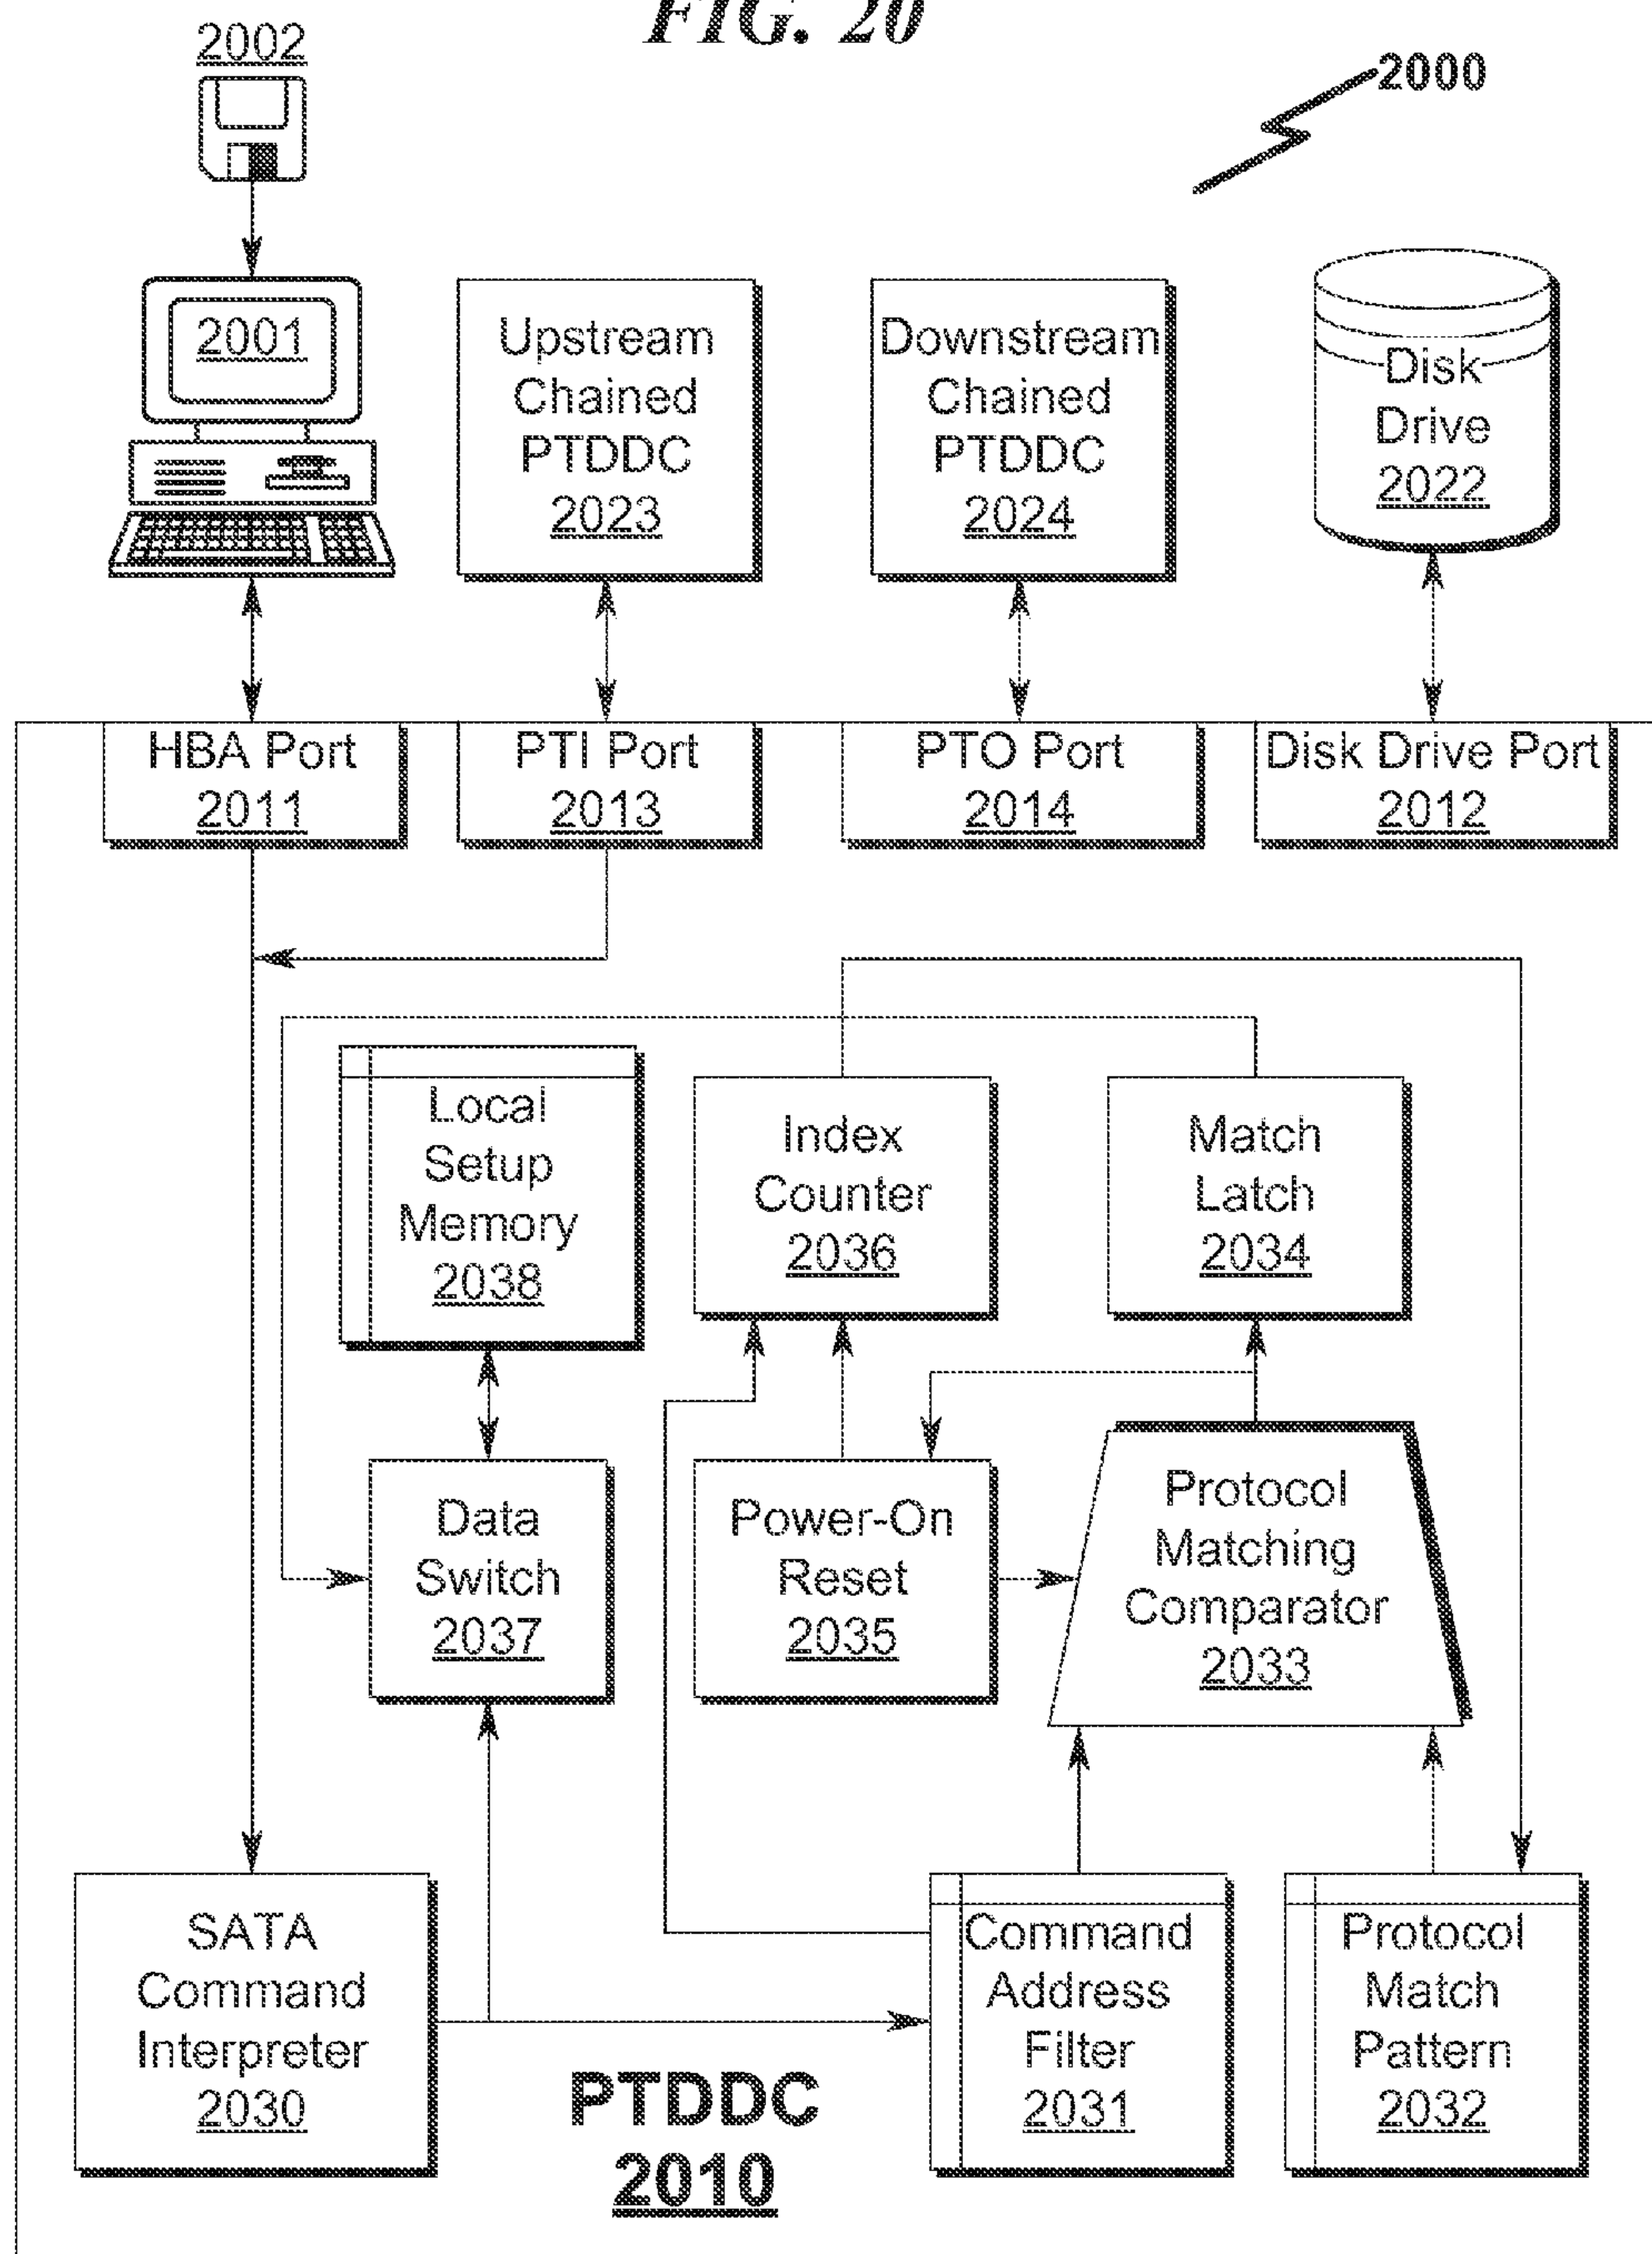 FIG. 20
2002
2000
2001
Upstream
Chained
PTDDC
2023
Downstream
Chained
PTDDC
2024
Disk
Drive
2022
HBA Port
2011
PTI Port
2013
PTO Port
2014
Disk Drive Port
2012
Local
Setup
Memory
2038
Index
Counter
2036
Match
Latch
2034
Data
Switch
2037
Power-On
Reset
2035
Protocol
Matching
Comparator
2033
SATA
Command
Interpreter
2030
Command
Address
Filter
2031
Protocol
Match
Pattern
2032
PTDDC
2010